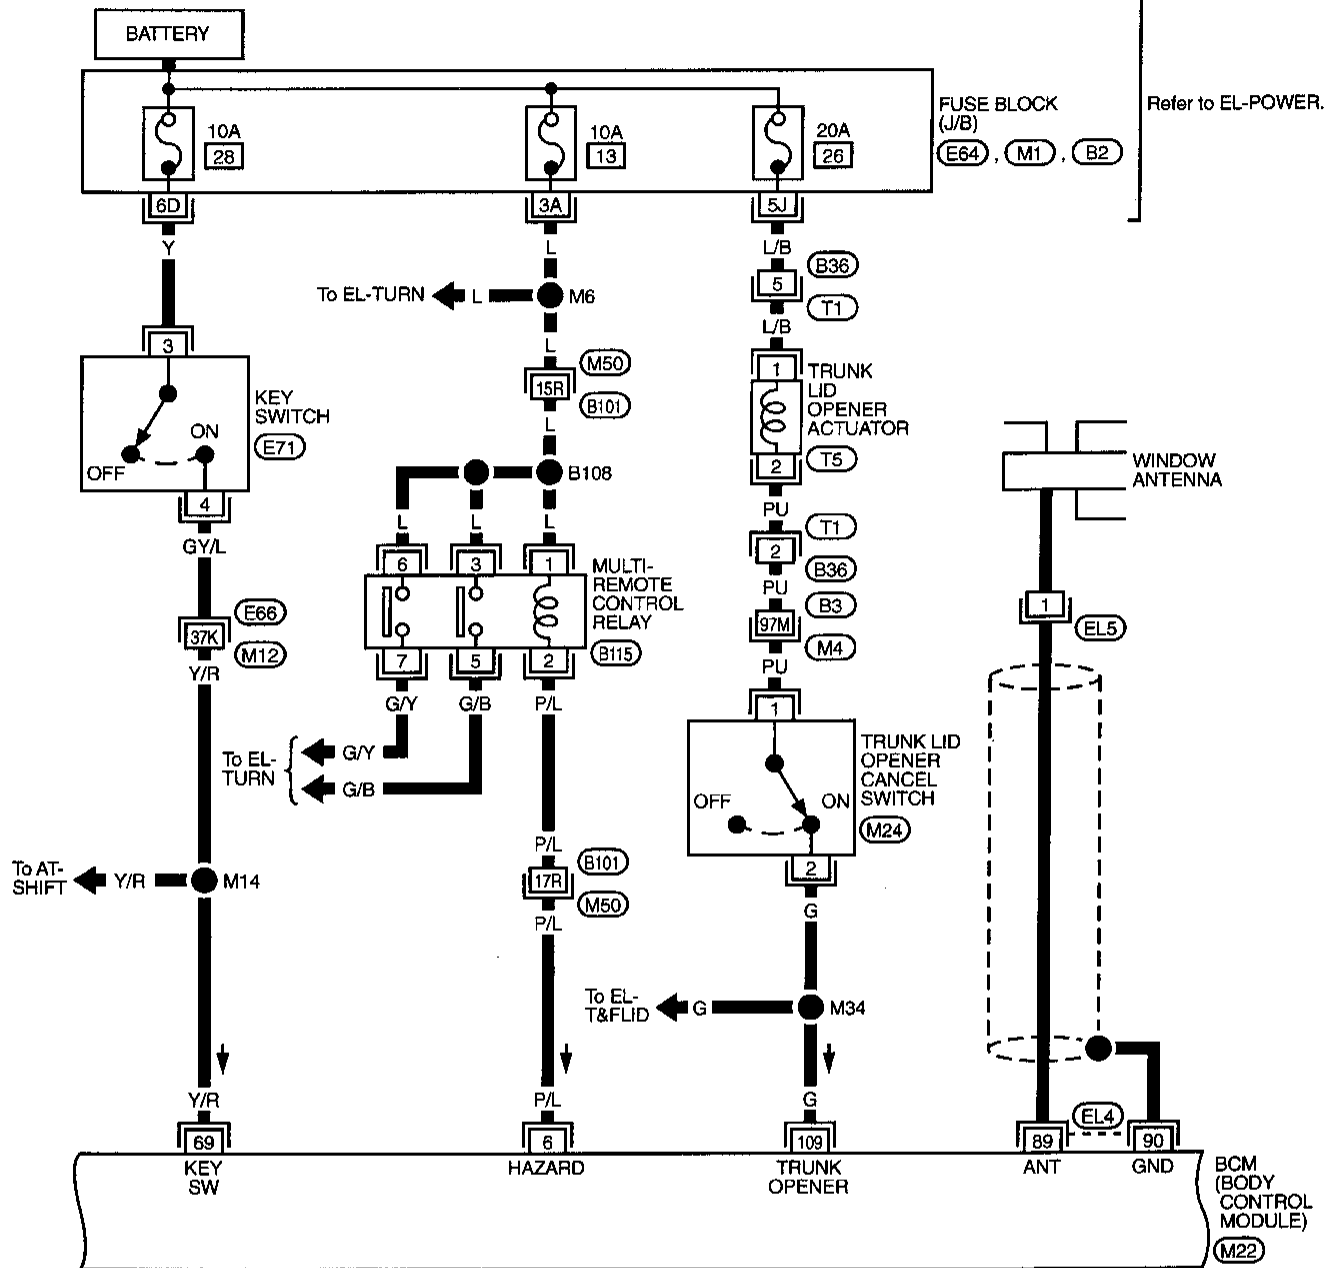 BATTERY
10A
28
10A
13
20A
26
FUSE BLOCK
(J/B)
E64 , M1 , B2
Refer to EL-POWER.
6D
3A
5J
Y
L
L/B
B36
5
T1
L/B
To EL-TURN
L
M6
L
M50
15R
B101
L
3
KEY
SWITCH
E71
ON
OFF
4
GY/L
E66
37K
M12
Y/R
1
TRUNK
LID
OPENER
ACTUATOR
T5
2
PU
T1
2
B36
PU
B3
97M
M4
PU
WINDOW
ANTENNA
1
EL5
B108
L
L
L
6
3
1
MULTI-
REMOTE
CONTROL
RELAY
B115
7
5
2
G/Y
G/B
P/L
To EL-
TURN
G/Y
G/B
1
TRUNK LID
OPENER
CANCEL
SWITCH
M24
OFF
ON
2
G
P/L
B101
17R
M50
P/L
To AT-
SHIFT
Y/R
M14
To EL-
T&FLID
G
M34
Y/R
P/L
G
EL4
69
6
109
89
90
KEY
SW
HAZARD
TRUNK
OPENER
ANT
GND
BCM
(BODY
CONTROL
MODULE)
M22